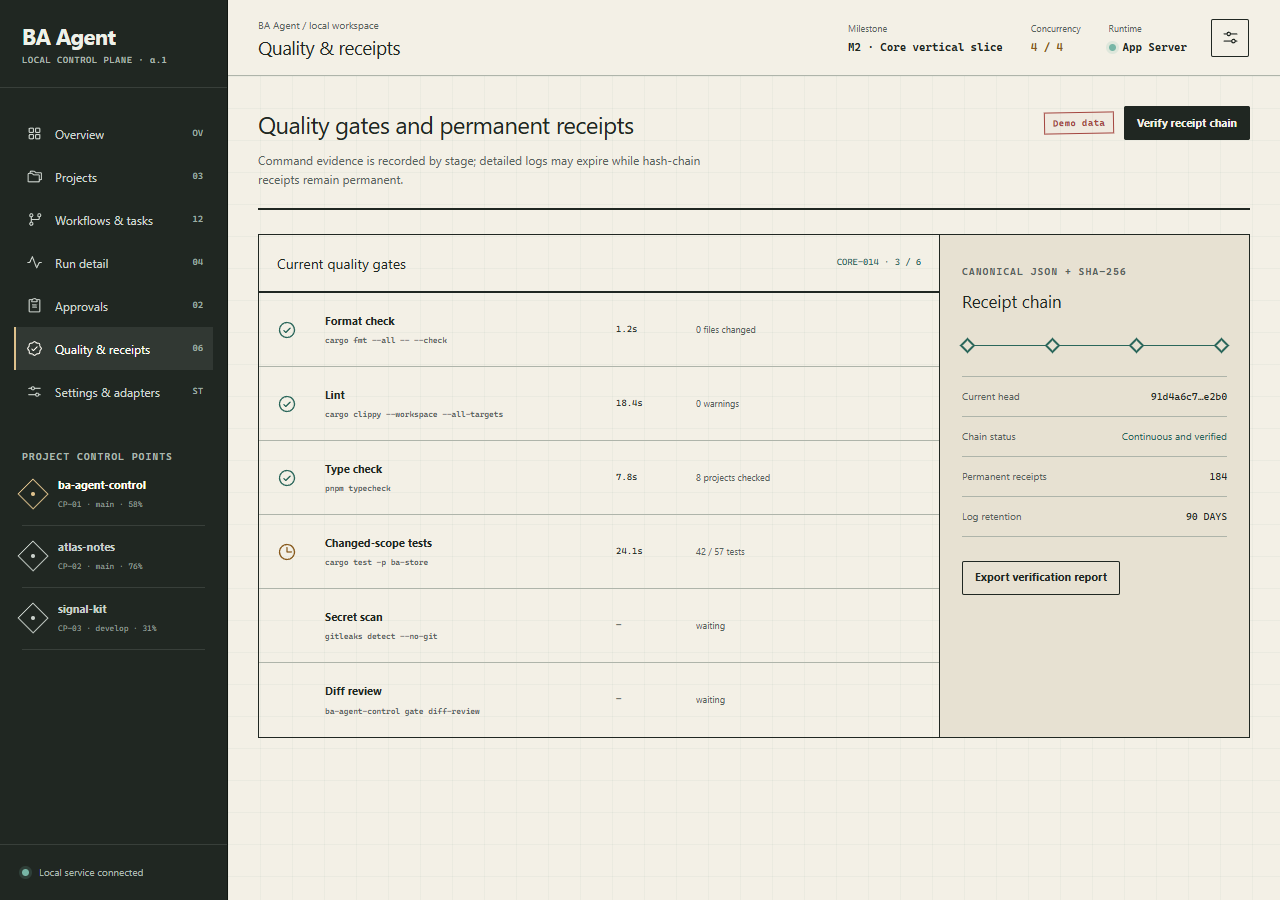 BA Agent
LOCAL CONTROL PLANE · α.1
Overview OV
Projects 03
Workflows & tasks 12
Run detail 04
Approvals 02
Quality & receipts 06
Settings & adapters ST
PROJECT CONTROL POINTS
ba-agent-control
CP-01 · main · 58%
atlas-notes
CP-02 · main · 76%
signal-kit
CP-03 · develop · 31%
Local service connected
BA Agent / local workspace
Quality & receipts
Milestone
M2 · Core vertical slice
Concurrency
4 / 4
Runtime
App Server
Quality gates and permanent receipts
Demo data
Verify receipt chain
Command evidence is recorded by stage; detailed logs may expire while hash-chain
receipts remain permanent.
Current quality gates
CORE-014 · 3 / 6
Format check
cargo fmt --all -- --check
1.2s
0 files changed
Lint
cargo clippy --workspace --all-targets
18.4s
0 warnings
Type check
pnpm typecheck
7.8s
8 projects checked
Changed-scope tests
cargo test -p ba-store
24.1s
42 / 57 tests
Secret scan
gitleaks detect --no-git
—
waiting
Diff review
ba-agent-control gate diff-review
—
waiting
CANONICAL JSON + SHA-256
Receipt chain
Current head 91d4a6c7…e2b0
Chain status Continuous and verified
Permanent receipts 184
Log retention 90 DAYS
Export verification report